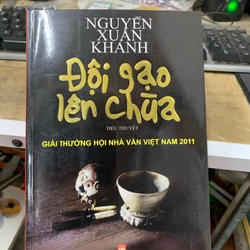 NGUYỄN
XUÂN
KHÁNH
Đội gạo
lên chùa
TIỂU THUYẾT
GIẢI THƯỞNG HỘI NHÀ VĂN VIỆT NAM 2011